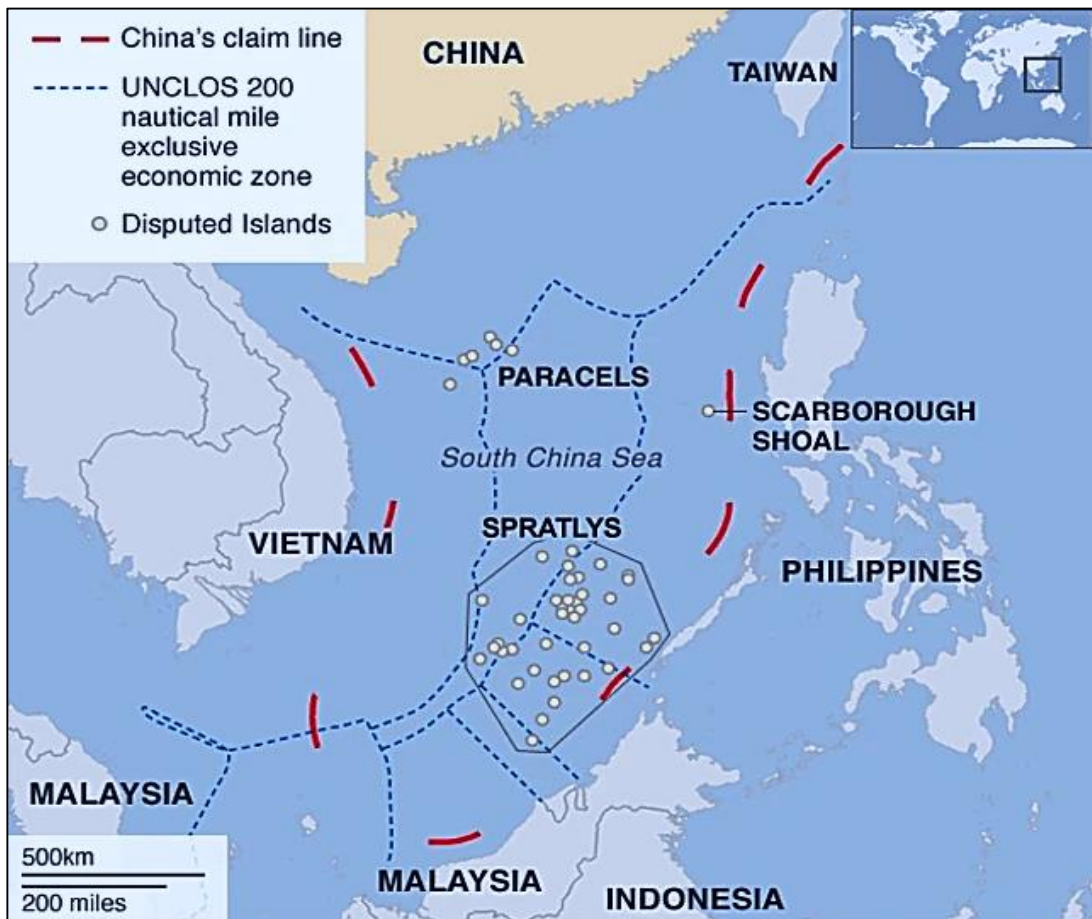 China's claim line
UNCLOS 200
nautical mile
exclusive
economic zone
Disputed Islands
CHINA
TAIWAN
PARACELS
SCARBOROUGH
SHOAL
South China Sea
SPRATLYS
VIETNAM
PHILIPPINES
MALAYSIA
MALAYSIA
INDONESIA
500km
200 miles